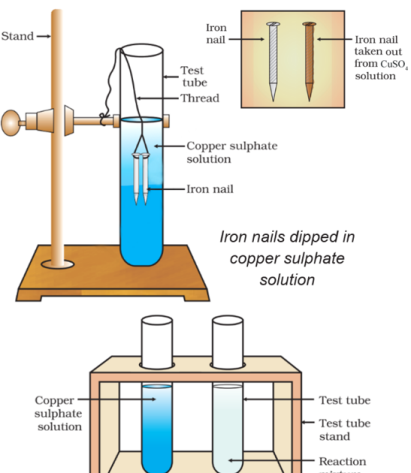 Stand
Iron
nail
Iron nail
taken out
from CuSO₄
solution
Test
tube
Thread
Copper sulphate
solution
Iron nail
Iron nails dipped in
copper sulphate
solution
Copper
sulphate
solution
Test tube
Test tube
stand
Reaction